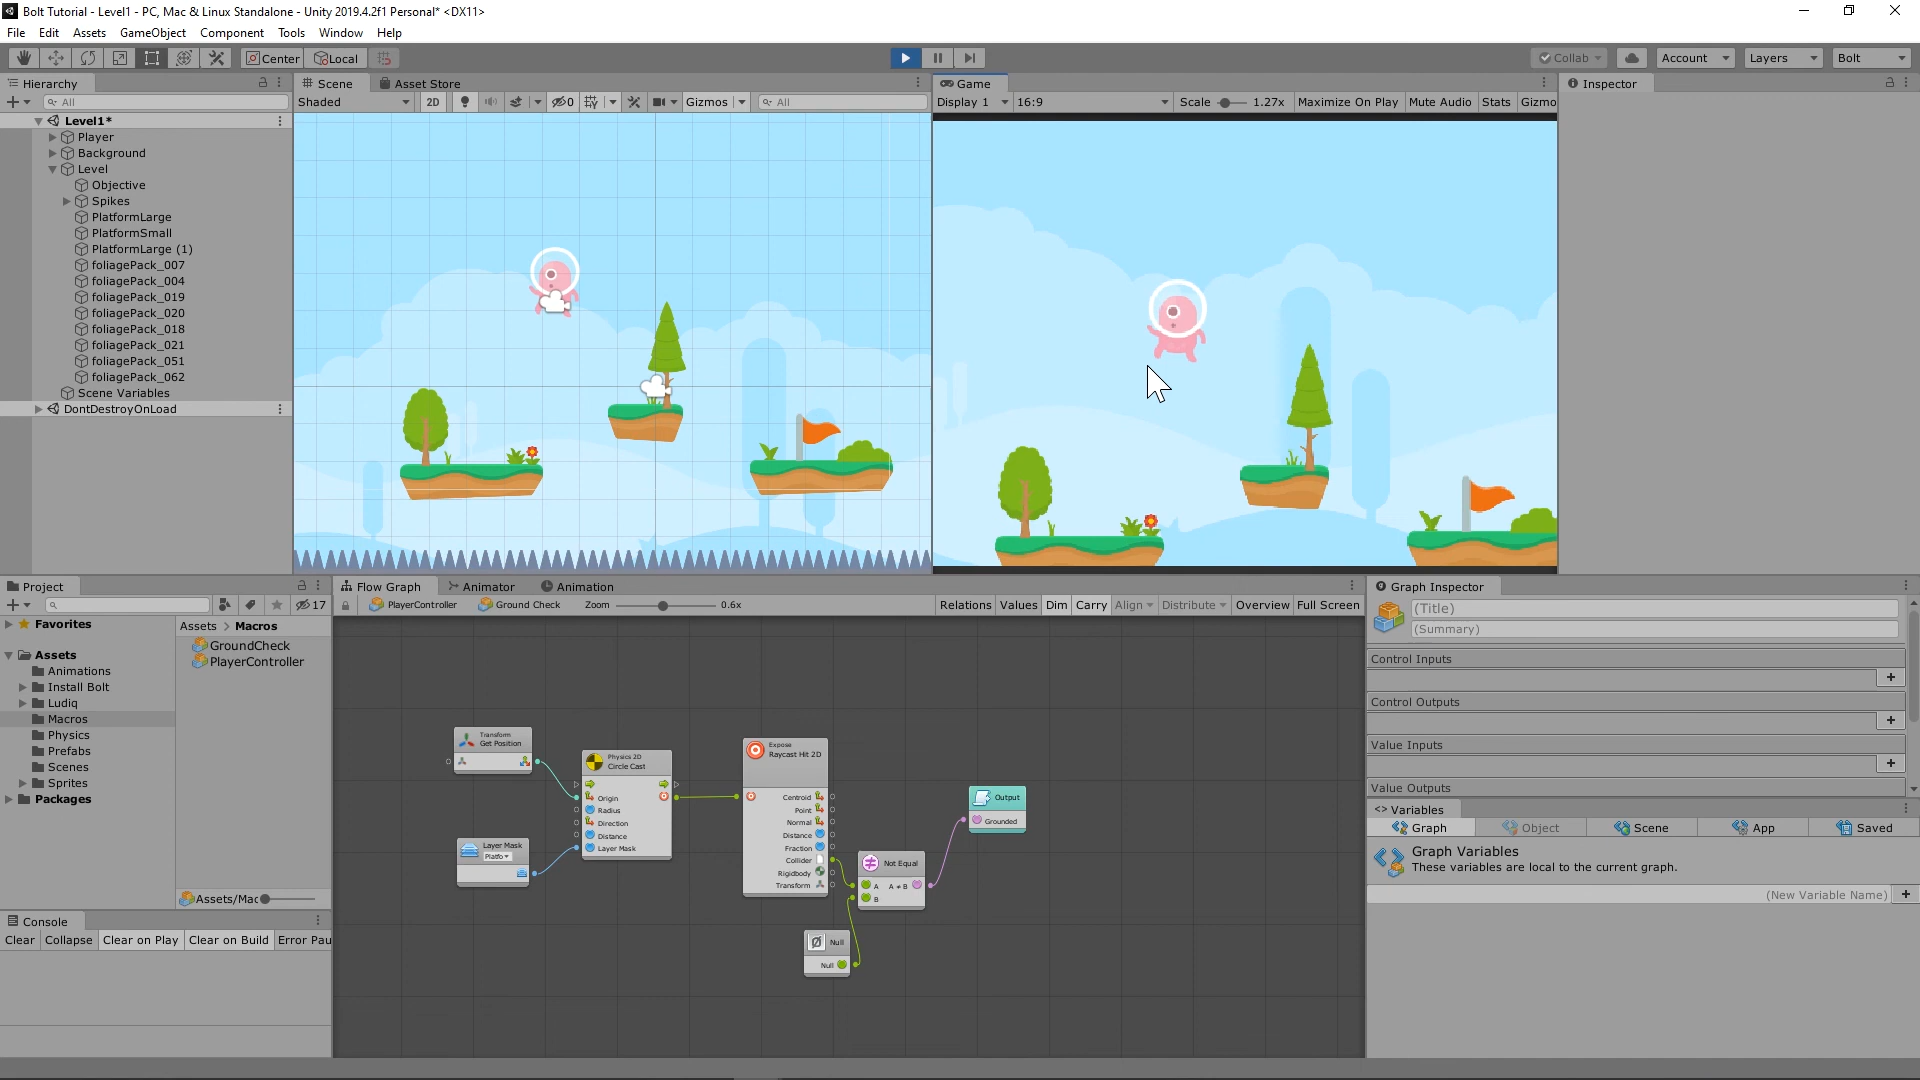 Bolt Tutorial - Level1 - PC, Mac & Linux Standalone - Unity 2019.4.2f1 Personal* <DX11>
File Edit Assets GameObject Component Tools Window Help
Center Local Collab Account Layers Bolt
Hierarchy
All
Level1*
Player
Background
Level
Objective
Spikes
PlatformLarge
PlatformSmall
PlatformLarge (1)
foliagePack_007
foliagePack_004
foliagePack_019
foliagePack_020
foliagePack_018
foliagePack_021
foliagePack_051
foliagePack_062
Scene Variables
DontDestroyOnLoad
Scene Asset Store
Shaded 2D 0 Gizmos All
Game
Display 1 16:9 Scale 1.27x Maximize On Play Mute Audio Stats Gizmo
Inspector
Project
17
Favorites
Assets
Animations
Install Bolt
Ludiq
Macros
Physics
Prefabs
Scenes
Sprites
Packages
Assets > Macros
GroundCheck
PlayerController
Assets/Mac
Console
Clear Collapse Clear on Play Clear on Build Error Pau
Flow Graph Animator Animation
PlayerController Ground Check Zoom 0.6x Relations Values Dim Carry Align Distribute Overview Full Screen
Transform
Get Position
Layer Mask
Platfo
Physics 2D
Circle Cast
Origin
Radius
Direction
Distance
Layer Mask
Expose
Raycast Hit 2D
Centroid
Point
Normal
Distance
Fraction
Collider
Rigidbody
Transform
Null
Null
Not Equal
A A ≠ B
B
Output
Grounded
Graph Inspector
(Title)
(Summary)
Control Inputs
+
Control Outputs
+
Value Inputs
+
Value Outputs
<> Variables
Graph Object Scene App Saved
Graph Variables
These variables are local to the current graph.
(New Variable Name) +